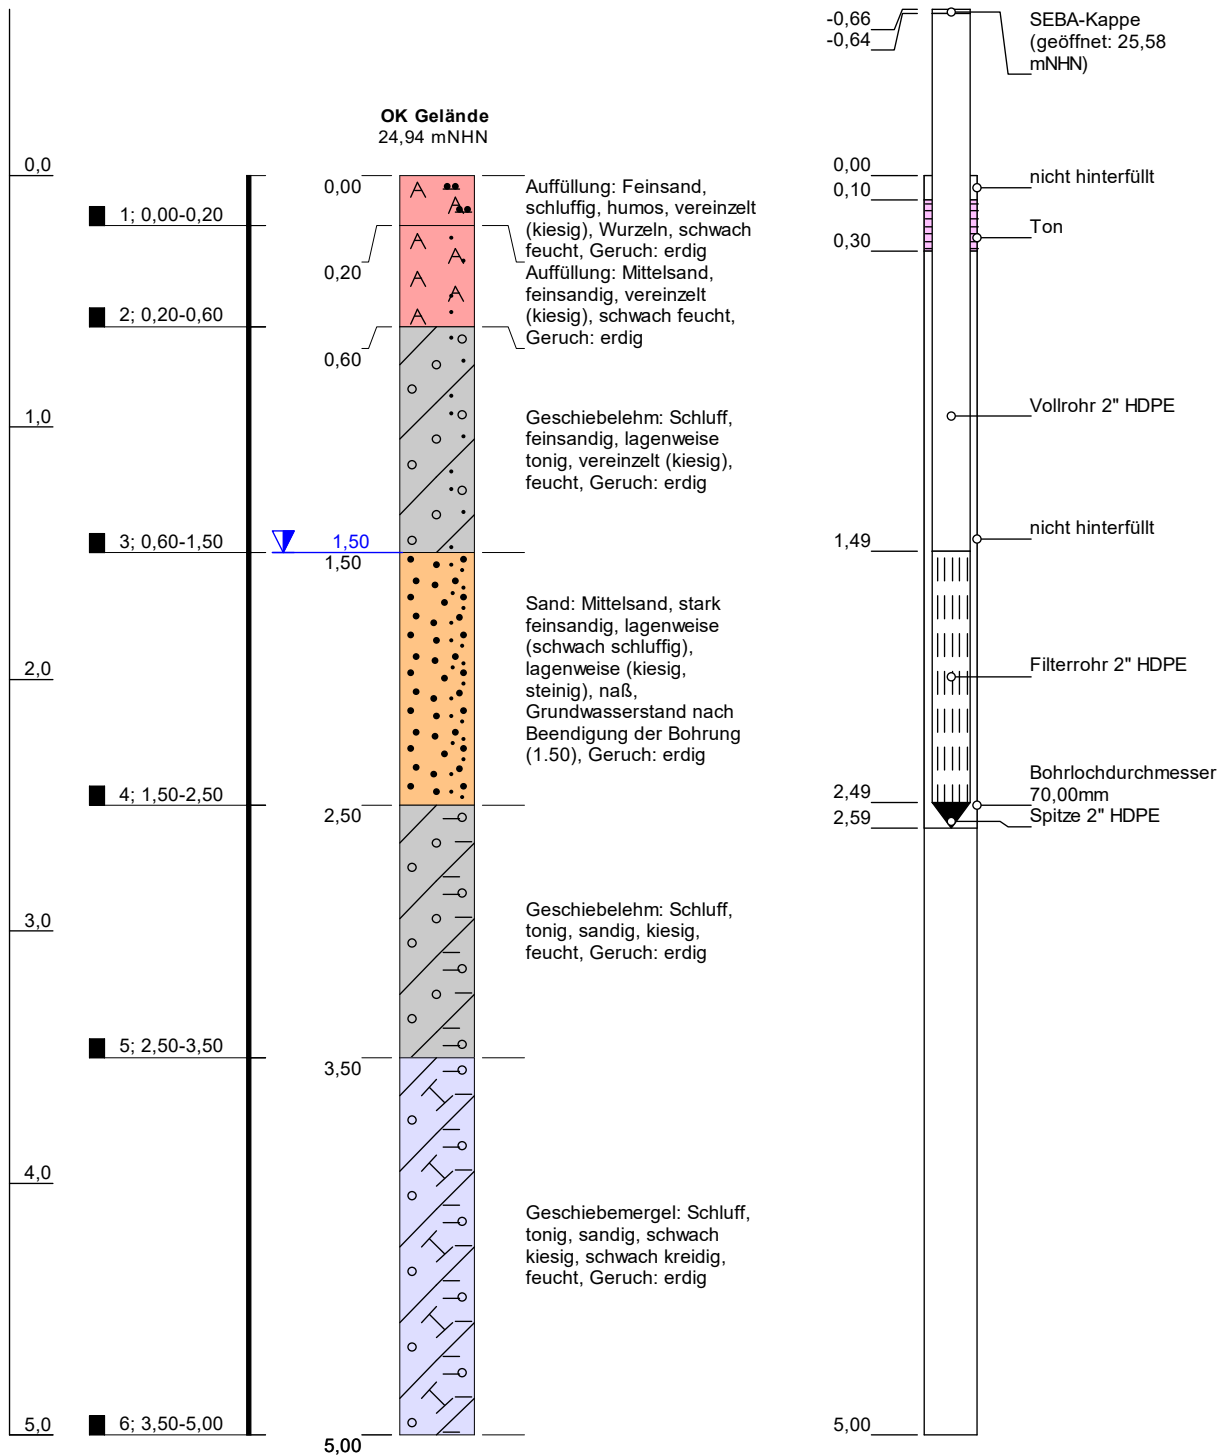 OK Gelände
24,94 mNHN
0,0
1,0
2,0
3,0
4,0
5,0
1; 0,00-0,20
2; 0,20-0,60
3; 0,60-1,50
4; 1,50-2,50
5; 2,50-3,50
6; 3,50-5,00
1,50
0,00
0,20
0,60
1,50
2,50
3,50
5,00
Auffüllung: Feinsand,
schluffig, humos, vereinzelt
(kiesig), Wurzeln, schwach
feucht, Geruch: erdig
Auffüllung: Mittelsand,
feinsandig, vereinzelt
(kiesig), schwach feucht,
Geruch: erdig
Geschiebelehm: Schluff,
feinsandig, lagenweise
tonig, vereinzelt (kiesig),
feucht, Geruch: erdig
Sand: Mittelsand, stark
feinsandig, lagenweise
(schwach schluffig),
lagenweise (kiesig,
steinig), naß,
Grundwasserstand nach
Beendigung der Bohrung
(1.50), Geruch: erdig
Geschiebelehm: Schluff,
tonig, sandig, kiesig,
feucht, Geruch: erdig
Geschiebemergel: Schluff,
tonig, sandig, schwach
kiesig, schwach kreidig,
feucht, Geruch: erdig
-0,66
-0,64
0,00
0,10
0,30
1,49
2,49
2,59
5,00
SEBA-Kappe
(geöffnet: 25,58
mNHN)
nicht hinterfüllt
Ton
Vollrohr 2" HDPE
nicht hinterfüllt
Filterrohr 2" HDPE
Bohrlochdurchmesser
70,00mm
Spitze 2" HDPE